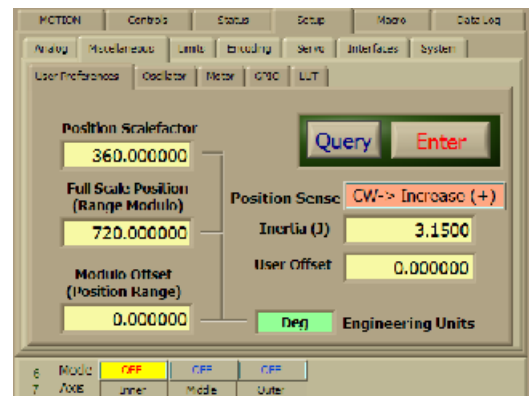 MOTION Controls Status Setup Macro Data Log
Analog Miscellaneous Limits Encoding Servo Interfaces System
User Preferences Oscillator Motor GPIO LUT
Position Scalefactor
360.000000
Query Enter
Full Scale Position
(Range Modulo)
720.000000
Position Sense CW-> Increase (+)
Inertia (J) 3.1500
User Offset 0.000000
Modulo Offset
(Position Range)
0.000000
Deg Engineering Units
6 Mode OFF OFF OFF
7 Axis Inner Middle Outer